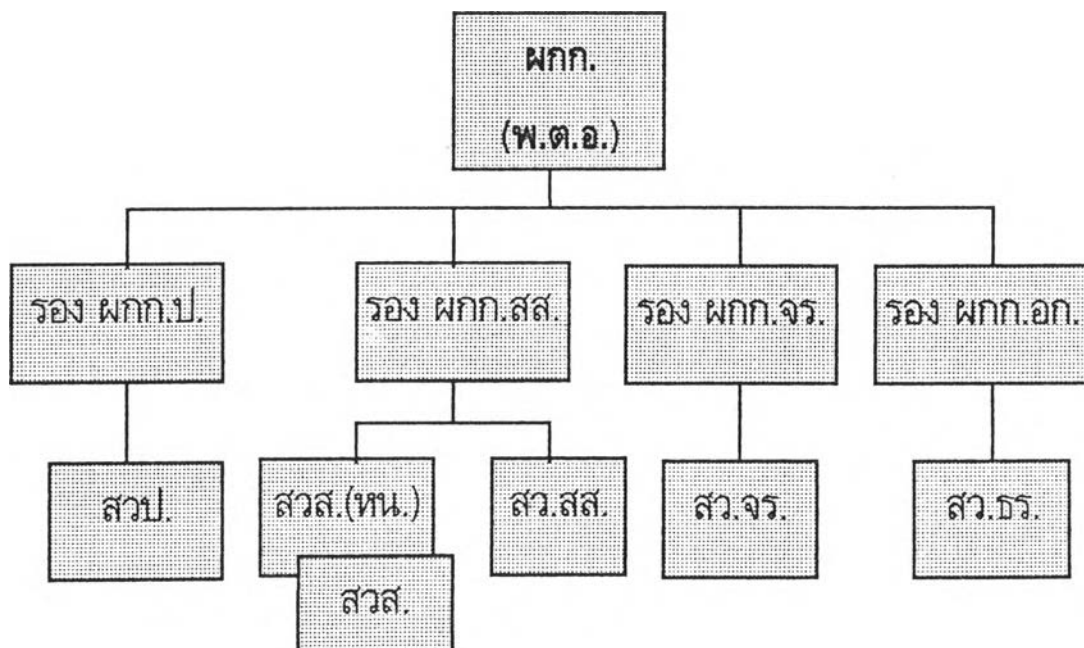 ผกก.
(พ.ต.อ.)
รอง ผกก.ป.
รอง ผกก.สส.
รอง ผกก.จร.
รอง ผกก.อก.
สวป.
สวส.(หน.)
สว.สส.
สว.จร.
สว.ธร.
สวส.